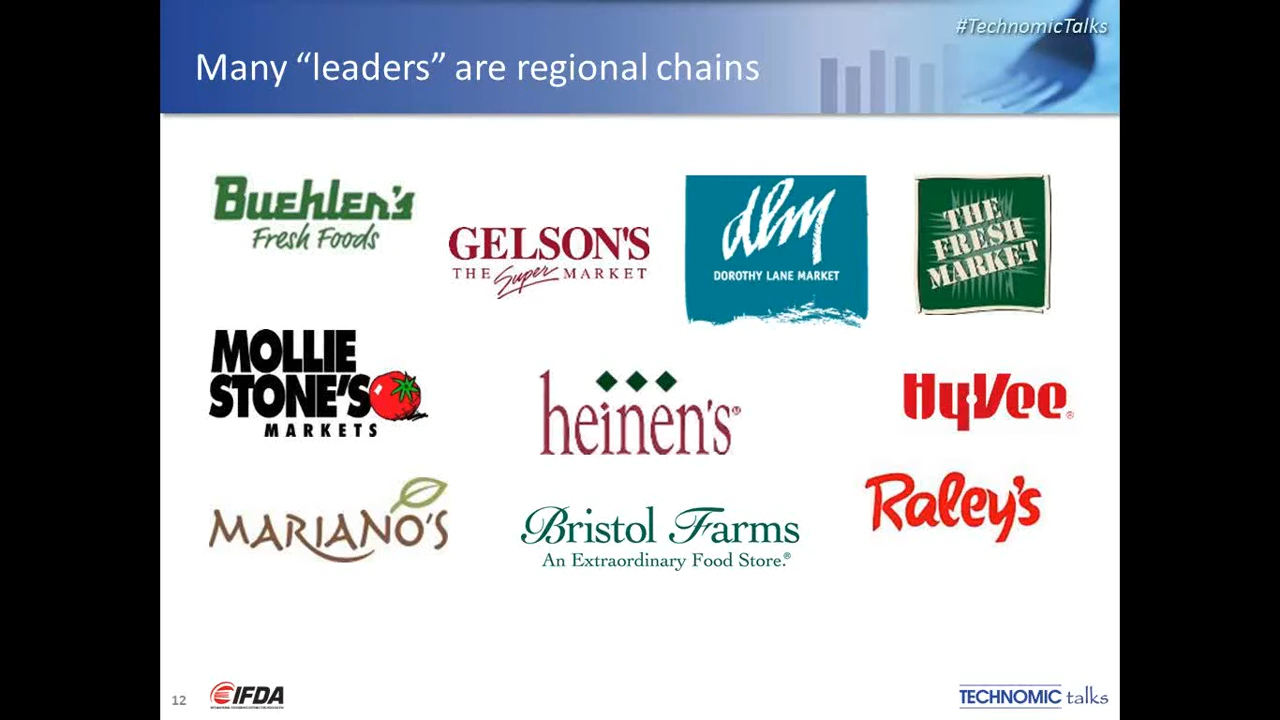 #TechnomicTalks
Many “leaders” are regional chains
Buehler's
Fresh Foods
GELSON'S
THE Super MARKET
dlm
DOROTHY LANE MARKET
THE
FRESH
MARKET
MOLLIE
STONE'S
MARKETS
heinen's®
HyVee®
MARIANO'S
Bristol Farms
An Extraordinary Food Store.®
Raley's
12
IFDA
TECHNOMIC talks